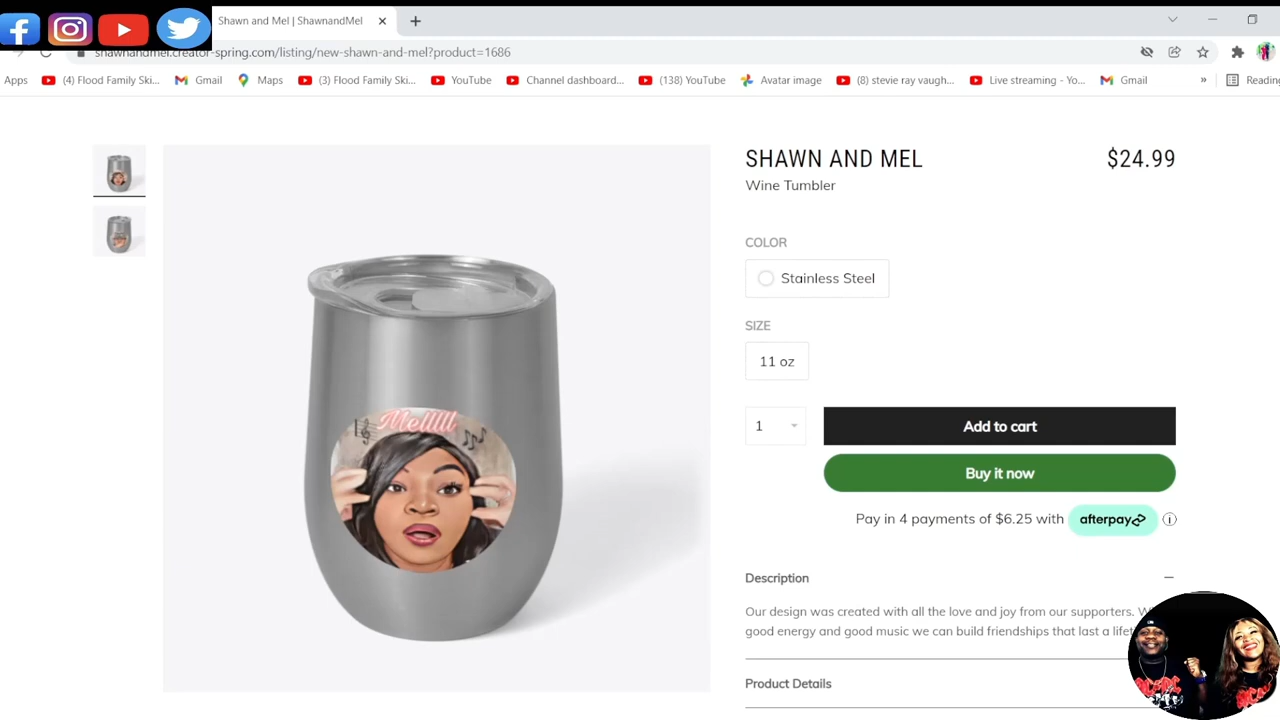 Shawn and Mel | ShawnandMel
shawnandmel.creator-spring.com/listing/new-shawn-and-mel?product=1686
Apps (4) Flood Family Ski... Gmail Maps (3) Flood Family Ski... YouTube Channel dashboard... (138) YouTube Avatar image (8) stevie ray vaugh... Live streaming - Yo... Gmail » Reading
SHAWN AND MEL $24.99
Wine Tumbler
COLOR
Stainless Steel
SIZE
11 oz
1 Add to cart
Buy it now
Pay in 4 payments of $6.25 with afterpay
Description
Our design was created with all the love and joy from our supporters.
good energy and good music we can build friendships that last a
Product Details